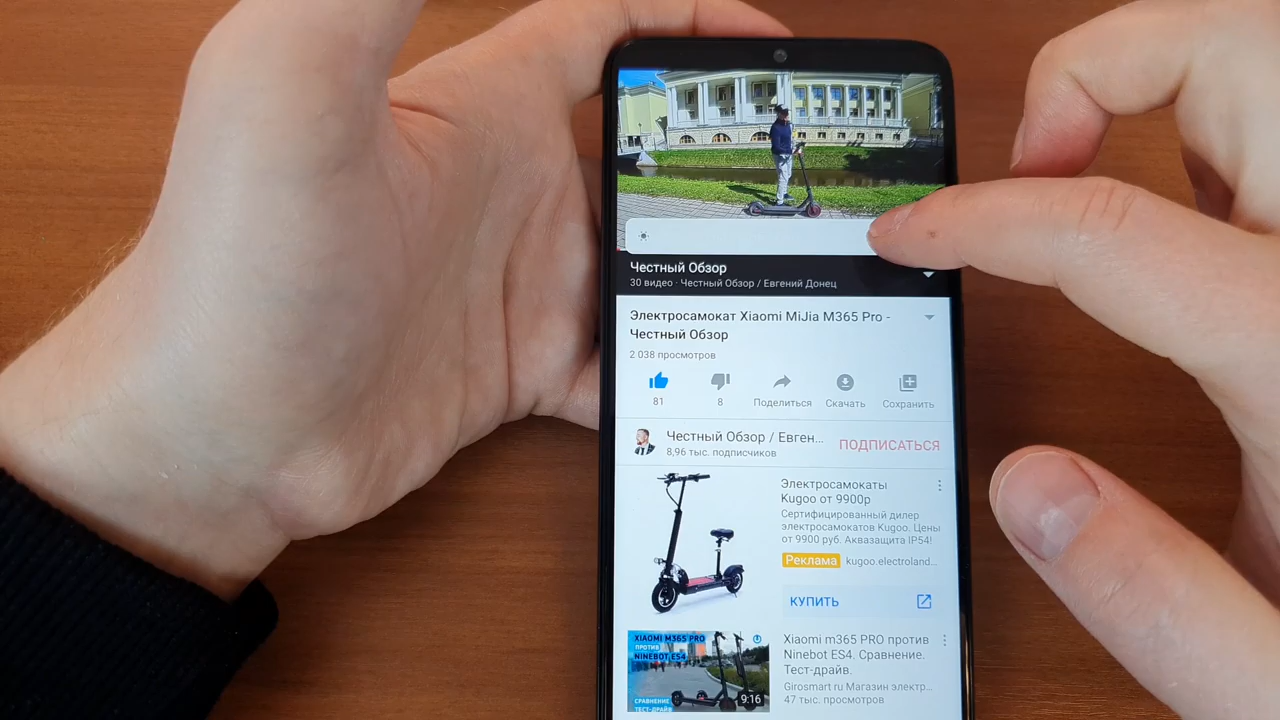 Честный Обзор
30 видео · Честный Обзор / Евгений Донец
Электросамокат Xiaomi MiJia M365 Pro -
Честный Обзор
2 038 просмотров
81
8
Поделиться
Скачать
Сохранить
Честный Обзор / Евген...
8,96 тыс. подписчиков
ПОДПИСАТЬСЯ
Электросамокаты
Kugoo от 9900р
Сертифицированный дилер
электросамокатов Kugoo. Цены
от 9900 руб. Аквазащита IP54!
Реклама kugoo.electroland...
КУПИТЬ
XIAOMI M365 PRO
ПРОТИВ
NINEBOT ES4
СРАВНЕНИЕ
ТЕСТ-ДРАЙВ
9:16
Xiaomi m365 PRO против
Ninebot ES4. Сравнение.
Тест-драйв.
Girosmart ru Магазин электр...
47 тыс. просмотров